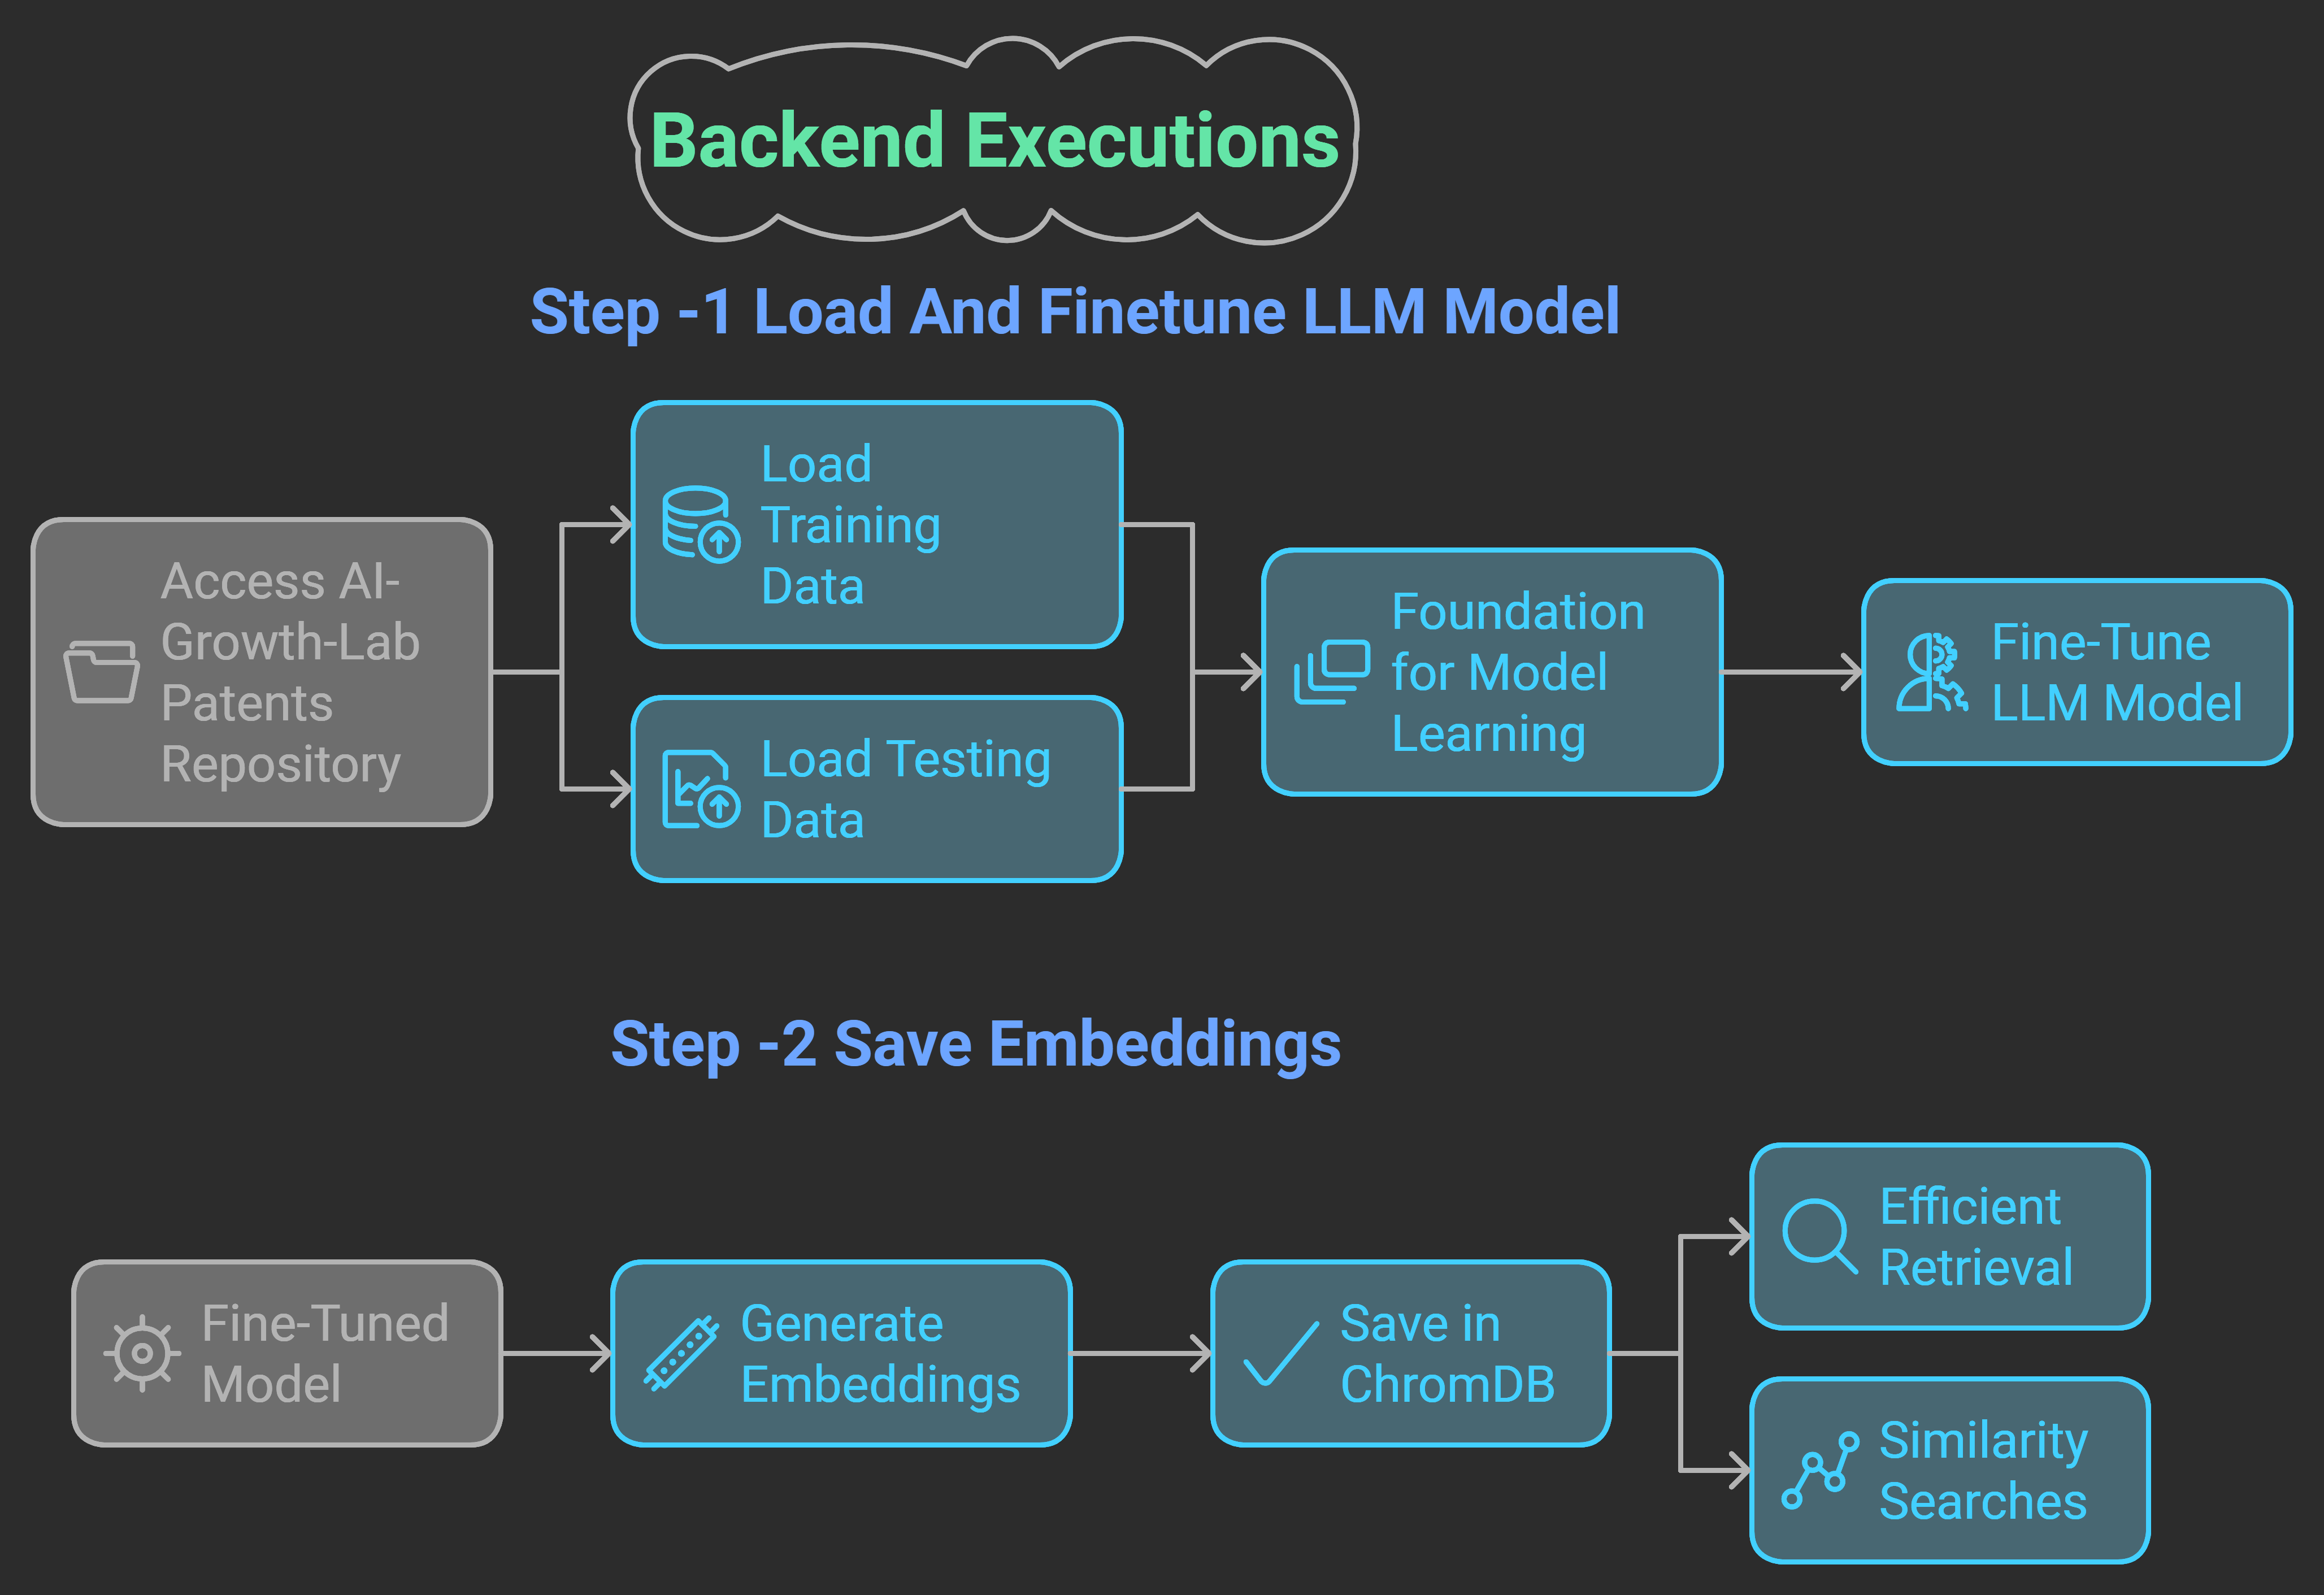 Backend Executions
Step -1 Load And Finetune LLM Model
Access AI-
Growth-Lab
Patents
Repository
Load
Training
Data
Load Testing
Data
Foundation
for Model
Learning
Fine-Tune
LLM Model
Step -2 Save Embeddings
Fine-Tuned
Model
Generate
Embeddings
Save in
ChromDB
Efficient
Retrieval
Similarity
Searches